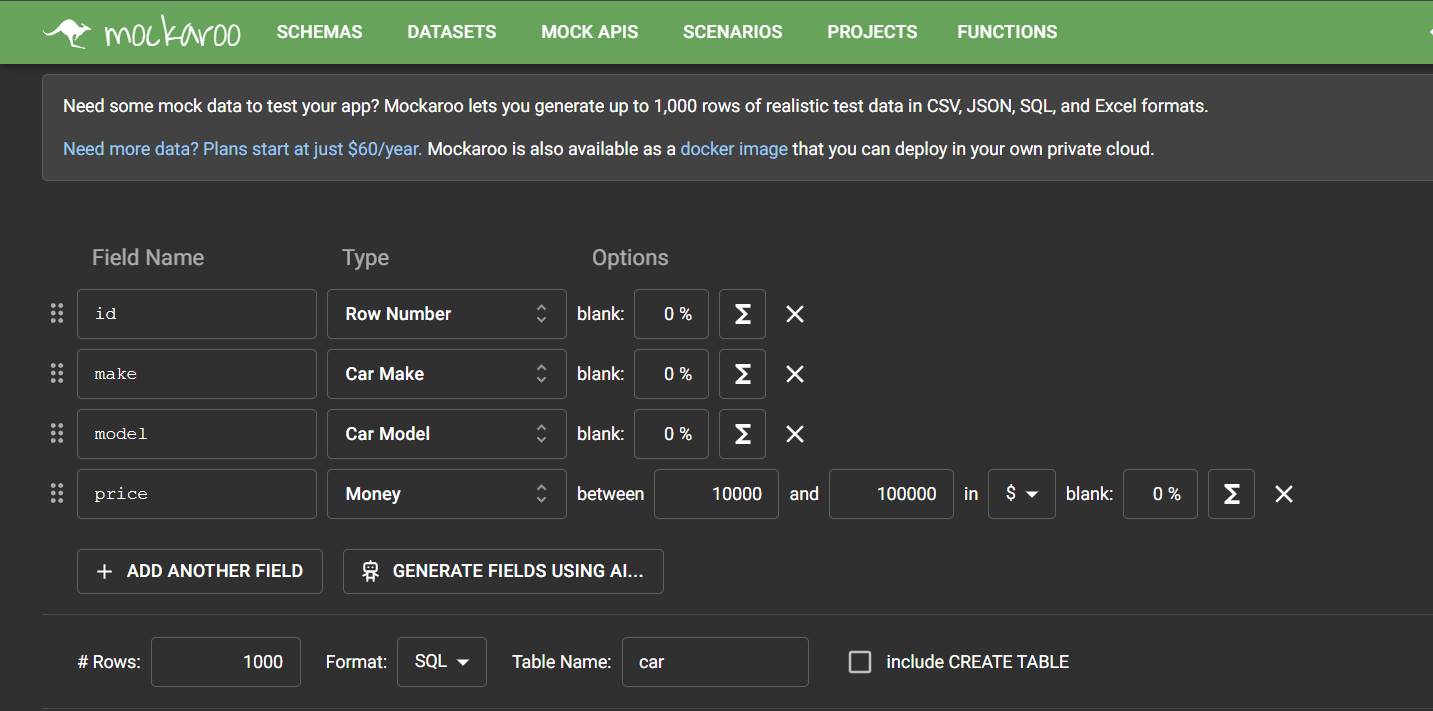 mockaroo SCHEMAS DATASETS MOCK APIS SCENARIOS PROJECTS FUNCTIONS
Need some mock data to test your app? Mockaroo lets you generate up to 1,000 rows of realistic test data in CSV, JSON, SQL, and Excel formats.
Need more data? Plans start at just $60/year. Mockaroo is also available as a docker image that you can deploy in your own private cloud.
Field Name Type Options
id Row Number blank: 0 % Σ
make Car Make blank: 0 % Σ
model Car Model blank: 0 % Σ
price Money between 10000 and 100000 in $ blank: 0 % Σ
+ ADD ANOTHER FIELD GENERATE FIELDS USING AI...
# Rows: 1000 Format: SQL Table Name: car include CREATE TABLE